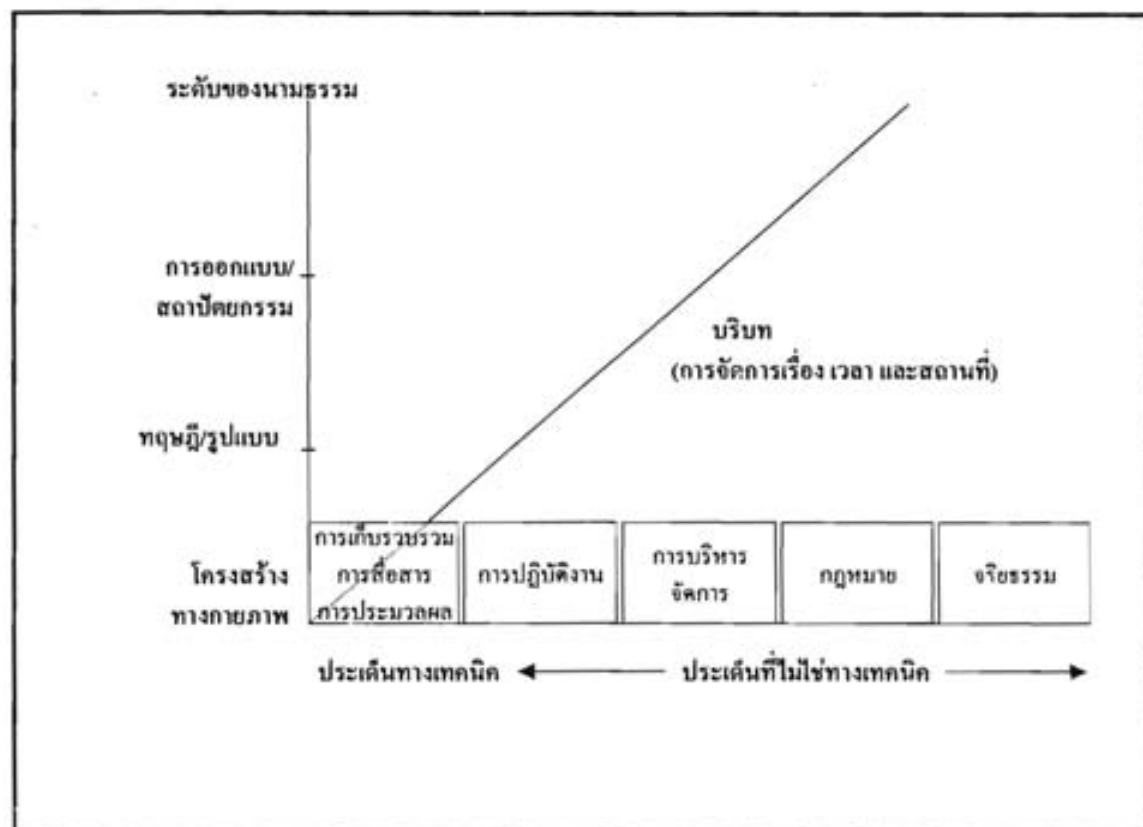 ระดับของนามธรรม
การออกแบบ/
สถาปัตยกรรม
บริบท
(การจัดการเรื่อง เวลา และสถานที่)
ทฤษฎี/รูปแบบ
โครงสร้าง
ทางกายภาพ
การเก็บรวบรวม
การสื่อสาร
การประมวลผล
การปฏิบัติงาน
การบริหาร
จัดการ
กฎหมาย
จริยธรรม
ประเด็นทางเทคนิค
ประเด็นที่ไม่ใช่ทางเทคนิค